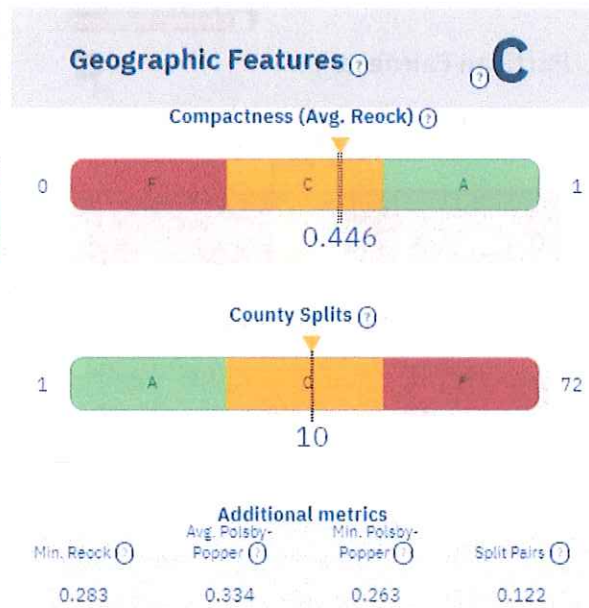 Geographic Features ? ? C
Compactness (Avg. Reock) ?
0 F C A 1
0.446
County Splits ?
1 A C F 72
10
Additional metrics
Min. Reock ? Avg. Polsby-Popper ? Min. Polsby-Popper ? Split Pairs ?
0.283 0.334 0.263 0.122